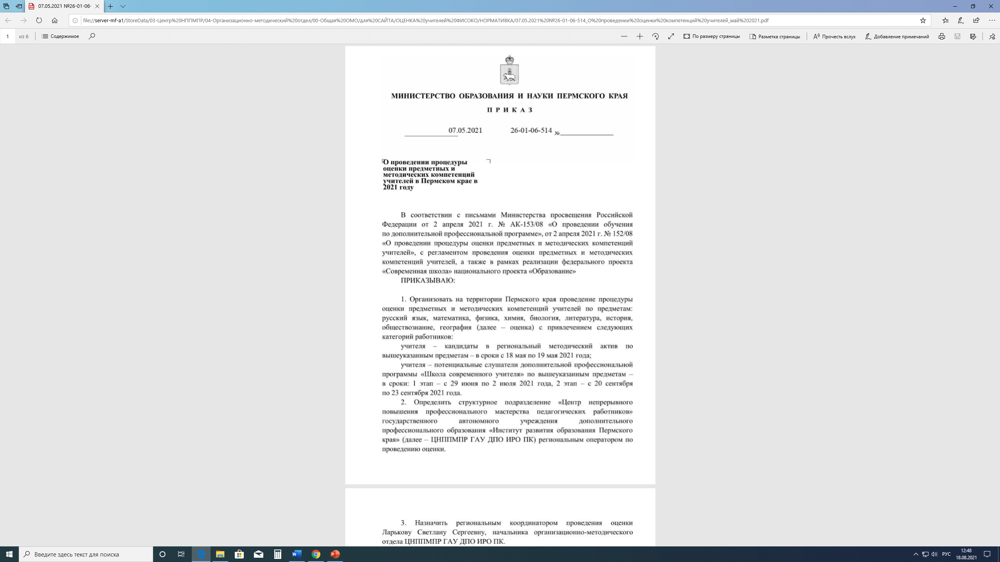 07.05.2021 №26-01-06-
file://server-mf-a1/StoreData/03-Центр%20НППМПР/04-Организационно-методический%20отдел/00-Общая%20ОМО/для%20САЙТА/ОЦЕНКА%20учителей%20ФИСОКО/НОРМАТИВКА/07.05.2021%20№26-01-06-514_О%20проведении%20оценки%20компетенций%20учителей_май%202021.pdf
1 из 6 Содержимое По размеру страницы Разметка страницы Прочесть вслух Добавление примечаний
МИНИСТЕРСТВО ОБРАЗОВАНИЯ И НАУКИ ПЕРМСКОГО КРАЯ
П Р И К А З
07.05.2021 26-01-06-514 №
О проведении процедуры
оценки предметных и
методических компетенций
учителей в Пермском крае в
2021 году
В соответствии с письмами Министерства просвещения Российской
Федерации от 2 апреля 2021 г. № АК-153/08 «О проведении обучения
по дополнительной профессиональной программе», от 2 апреля 2021 г. № 152/08
«О проведении процедуры оценки предметных и методических компетенций
учителей», с регламентом проведения оценки предметных и методических
компетенций учителей, а также в рамках реализации федерального проекта
«Современная школа» национального проекта «Образование»
ПРИКАЗЫВАЮ:
1. Организовать на территории Пермского края проведение процедуры
оценки предметных и методических компетенций учителей по предметам:
русский язык, математика, физика, химия, биология, литература, история,
обществознание, география (далее – оценка) с привлечением следующих
категорий работников:
учителя – кандидаты в региональный методический актив по
вышеуказанным предметам – в сроки с 18 мая по 19 мая 2021 года;
учителя – потенциальные слушатели дополнительной профессиональной
программы «Школа современного учителя» по вышеуказанным предметам –
в сроки: 1 этап – с 29 июня по 2 июля 2021 года, 2 этап – с 20 сентября
по 23 сентября 2021 года.
2. Определить структурное подразделение «Центр непрерывного
повышения профессионального мастерства педагогических работников»
государственного автономного учреждения дополнительного
профессионального образования «Институт развития образования Пермского
края» (далее – ЦНППМПР ГАУ ДПО ИРО ПК) региональным оператором по
проведению оценки.
3. Назначить региональным координатором проведения оценки
Ларькову Светлану Сергеевну, начальника организационно-методического
отдела ЦНППМПР ГАУ ДПО ИРО ПК.
Введите здесь текст для поиска
РУС
12:48
18.08.2021